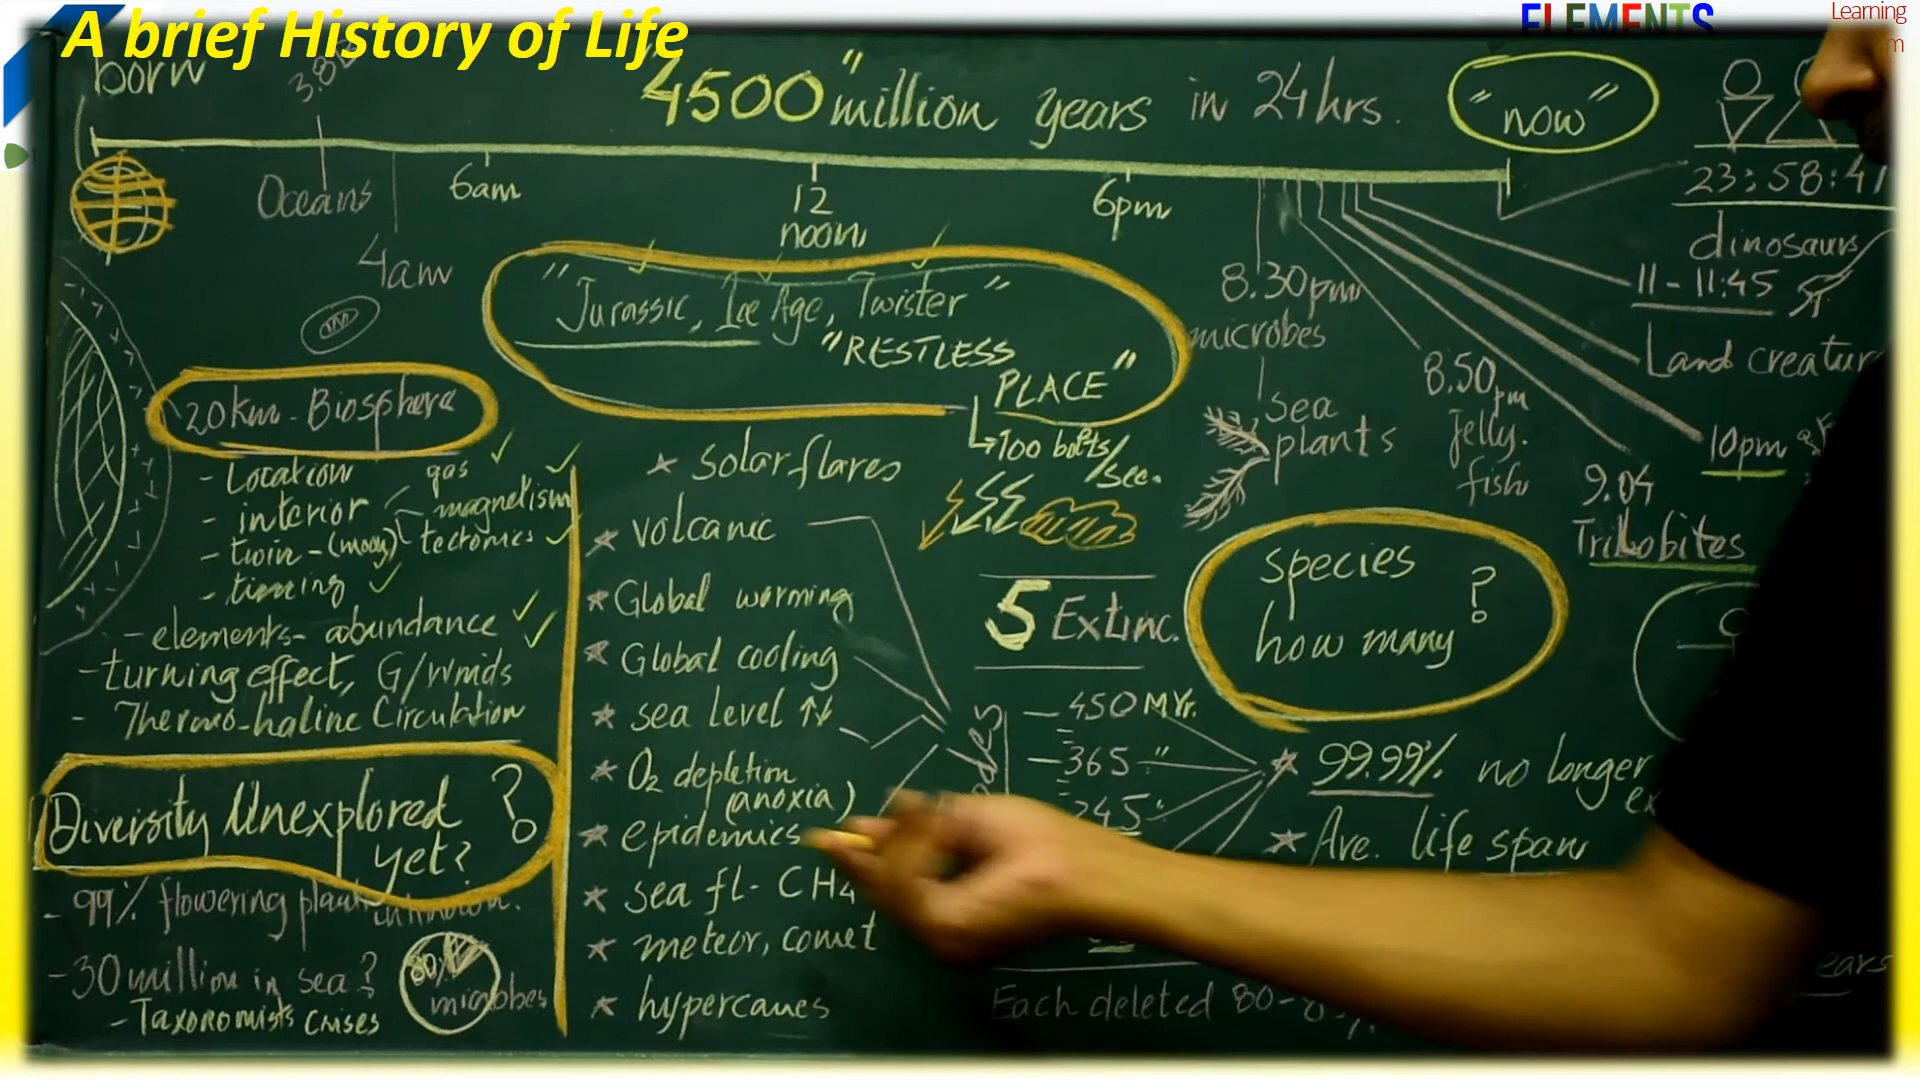 A brief History of Life
ELEMENTS
Learning
born
"4500" million years in 24 hrs.
"now"
23:58:41
Oceans
6am
12
noon
6pm
4am
dinosaurs
11-11:45
"Jurassic, Ice Age, Twister"
"RESTLESS
PLACE"
100 bolts/
sec.
8.30pm
microbes
sea
plants
8.50
pm
Jelly.
fish
9.04
Trilobites
10pm
20km-Biosphere
- Location
- interior
gas
magnetism
tectonics
- twin-(moon)
- timing
- elements-abundance
- turning effect, G/winds
- Thermo-haline Circulation
Diversity Unexplored
yet?
?
- 99% flowering plant unknown.
- 30 million in sea?
- Taxonomists crises
80%
microbes
* Solar flares
* volcanic
* Global warming
* Global cooling
* sea level ↑↓
* O2 depletion
(anoxia)
* epidemics
* sea fl- CH4
* meteor, comet
* hypercanes
5 Extinc.
species
how many ?
— 450 MYr.
— 365 "
245 "
* 99.99% no longer
* Ave. life span
Each deleted 80-